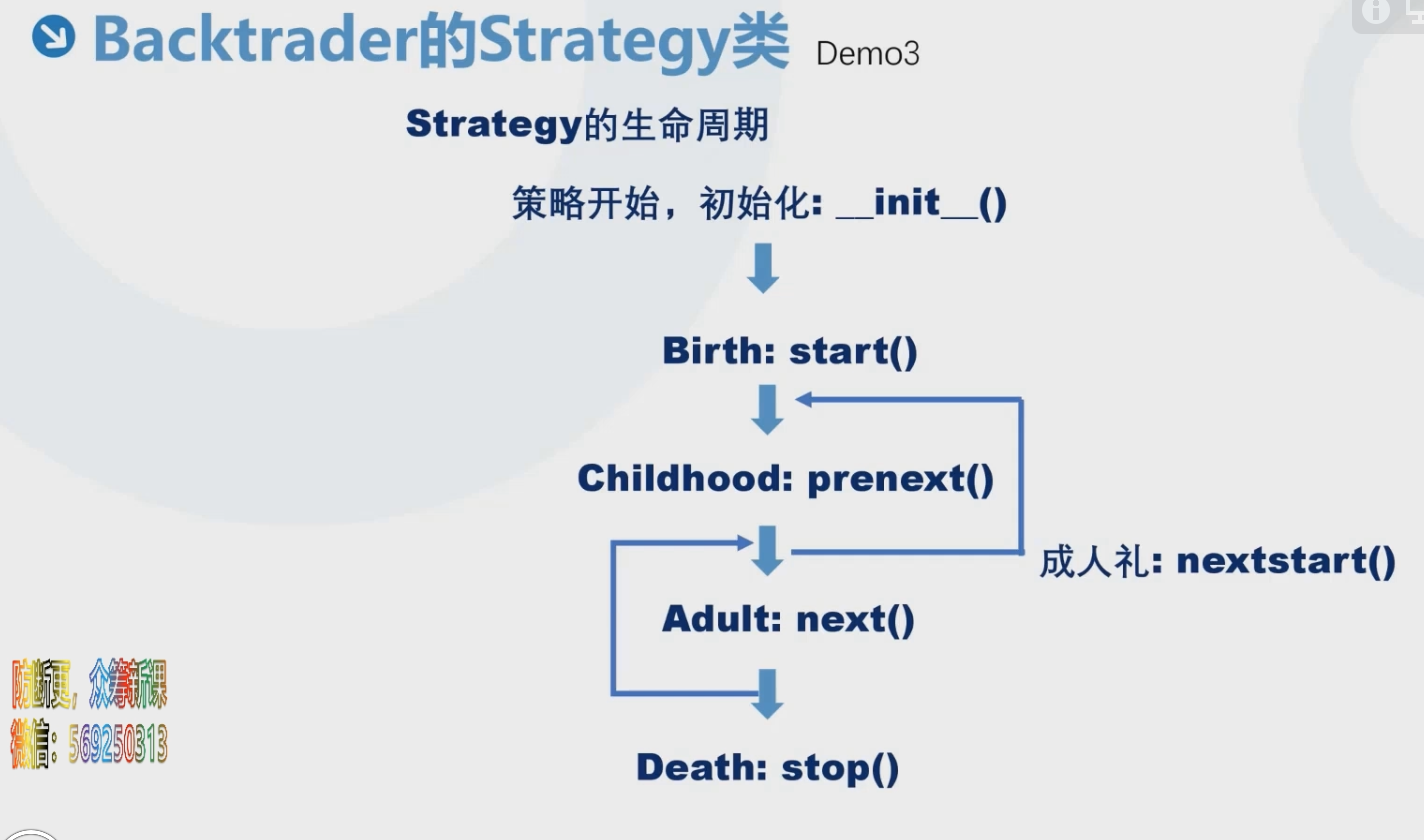 Backtrader的Strategy类 Demo3
Strategy的生命周期
策略开始，初始化: __init__()
Birth: start()
Childhood: prenext()
成人礼: nextstart()
Adult: next()
Death: stop()
防断更，众筹新课
微信：569250313